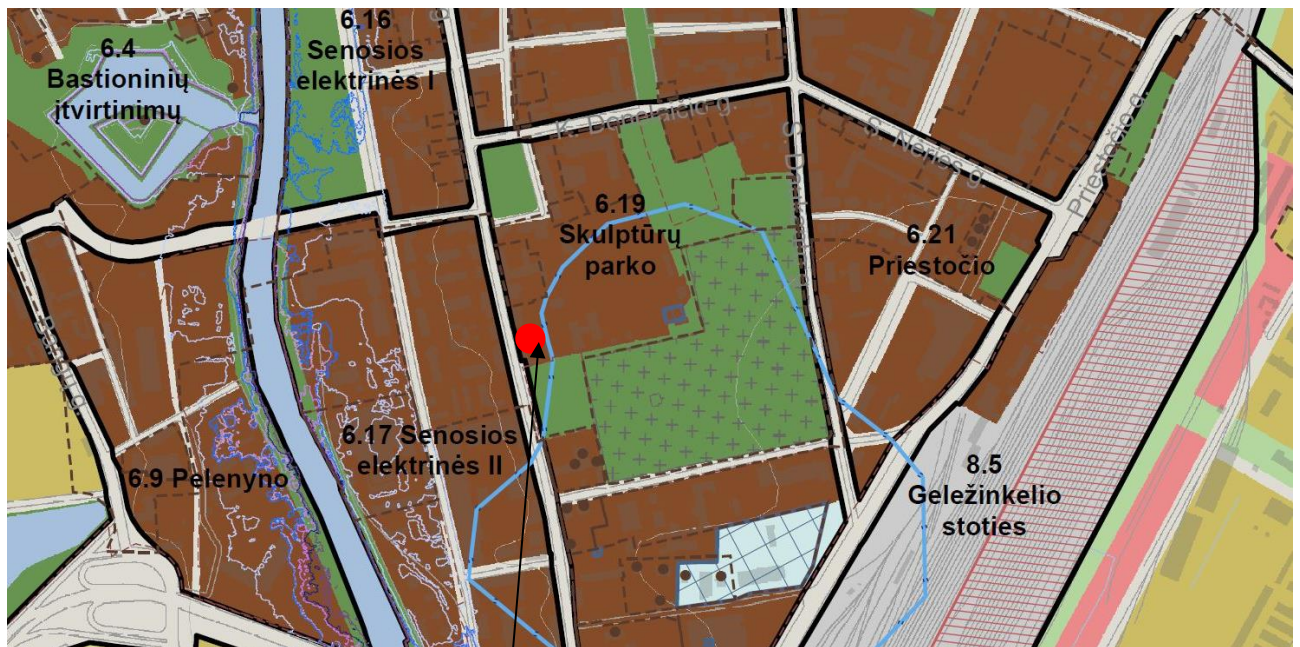 6.4
Bastioninių
įtvirtinimų
6.16
Senosios
elektrinės I
K. Donelaičio g.
S. Nėries g.
Priestočio g.
6.19
Skulptūrų
parko
6.21
Priestočio
6.17 Senosios
elektrinės II
6.9 Pelenyno
8.5
Geležinkelio
stoties